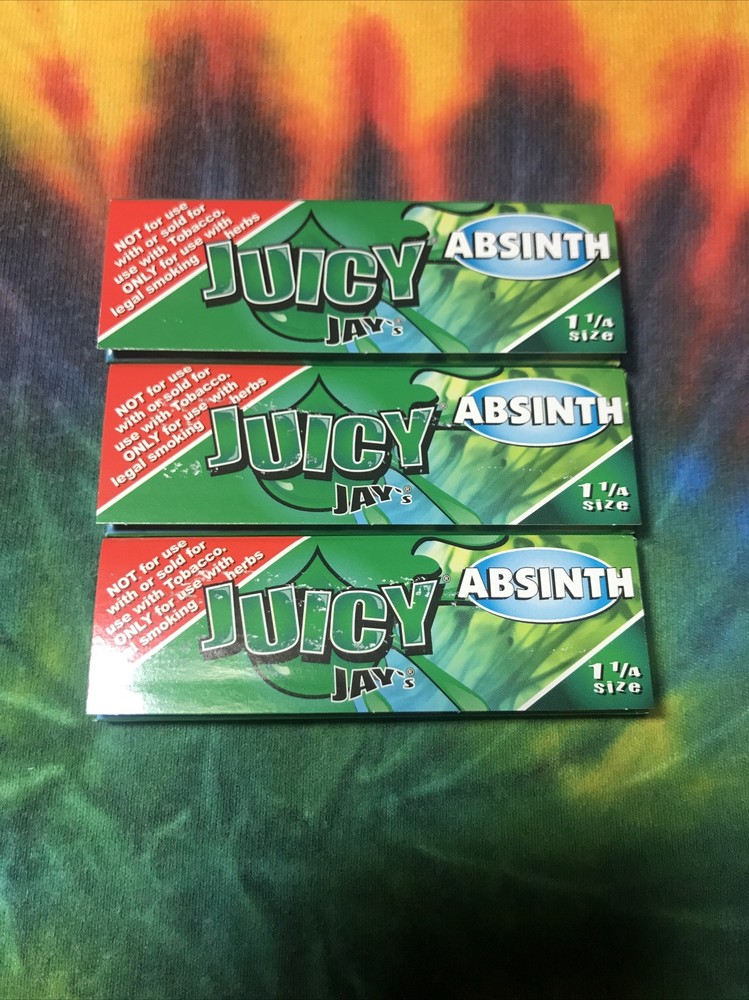 NOT for use
with or sold for
use with Tobacco.
ONLY for use with
legal smoking herbs
JUICY®
JAY's®
ABSINTH
1 1/4
size
NOT for use
with or sold for
use with Tobacco.
ONLY for use with
legal smoking herbs
JUICY®
JAY's®
ABSINTH
1 1/4
size
NOT for use
with or sold for
use with Tobacco.
ONLY for use with
smoking herbs
JUICY®
JAY's®
ABSINTH
1 1/4
size